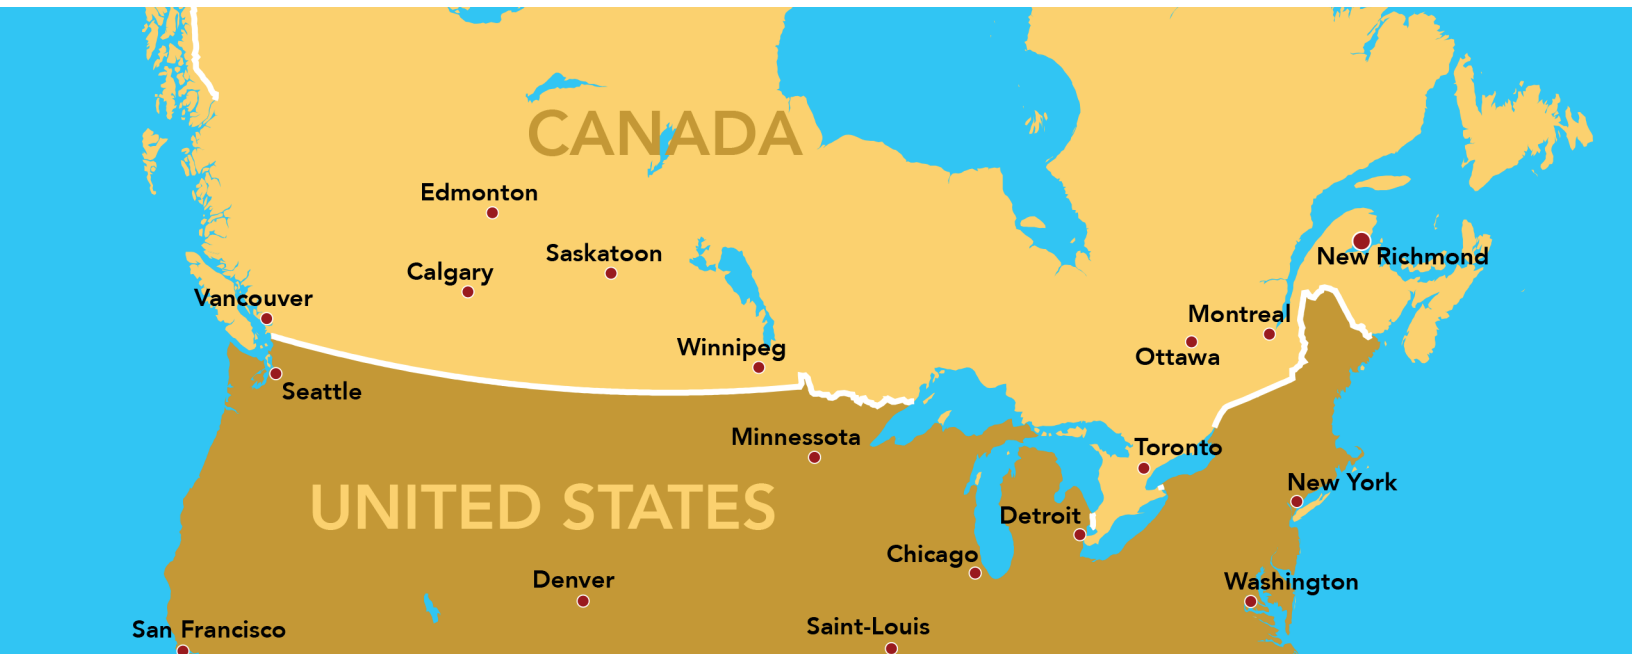 CANADA
Edmonton
Saskatoon
New Richmond
Calgary
Vancouver
Montreal
Winnipeg
Ottawa
Seattle
Minnessota
Toronto
New York
UNITED STATES
Detroit
Chicago
Denver
Washington
San Francisco
Saint-Louis